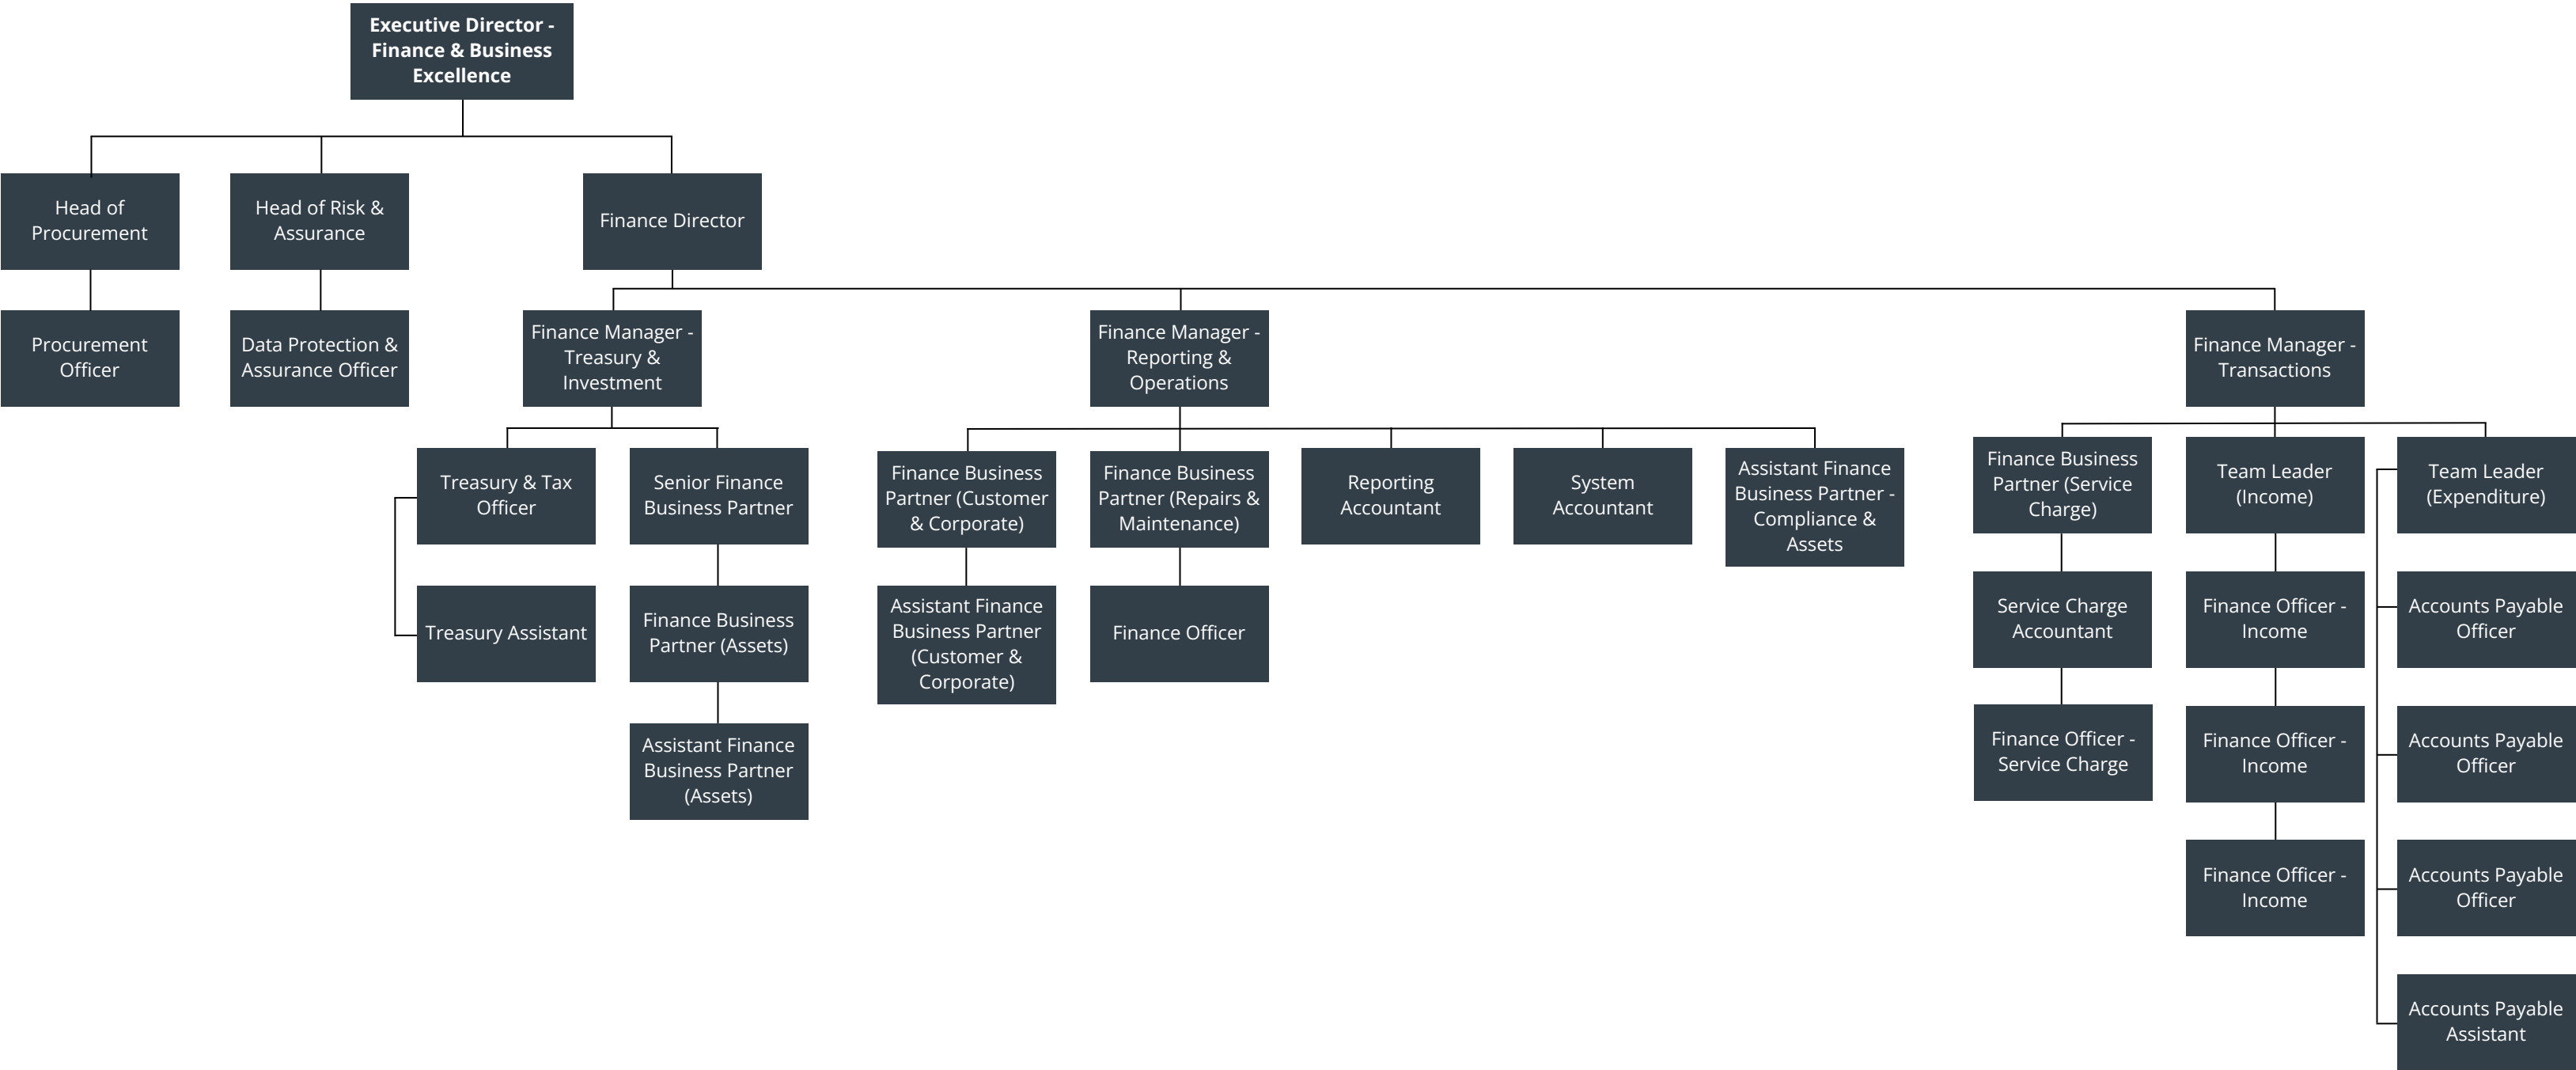 Executive Director -
Finance & Business
Excellence
Head of
Procurement
Head of Risk &
Assurance
Finance Director
Procurement
Officer
Data Protection &
Assurance Officer
Finance Manager -
Treasury &
Investment
Finance Manager -
Reporting &
Operations
Finance Manager -
Transactions
Treasury & Tax
Officer
Senior Finance
Business Partner
Finance Business
Partner (Customer
& Corporate)
Finance Business
Partner (Repairs &
Maintenance)
Reporting
Accountant
System
Accountant
Assistant Finance
Business Partner -
Compliance &
Assets
Finance Business
Partner (Service
Charge)
Team Leader
(Income)
Team Leader
(Expenditure)
Treasury Assistant
Finance Business
Partner (Assets)
Assistant Finance
Business Partner
(Customer &
Corporate)
Finance Officer
Service Charge
Accountant
Finance Officer -
Income
Accounts Payable
Officer
Assistant Finance
Business Partner
(Assets)
Finance Officer -
Service Charge
Finance Officer -
Income
Accounts Payable
Officer
Finance Officer -
Income
Accounts Payable
Officer
Accounts Payable
Assistant